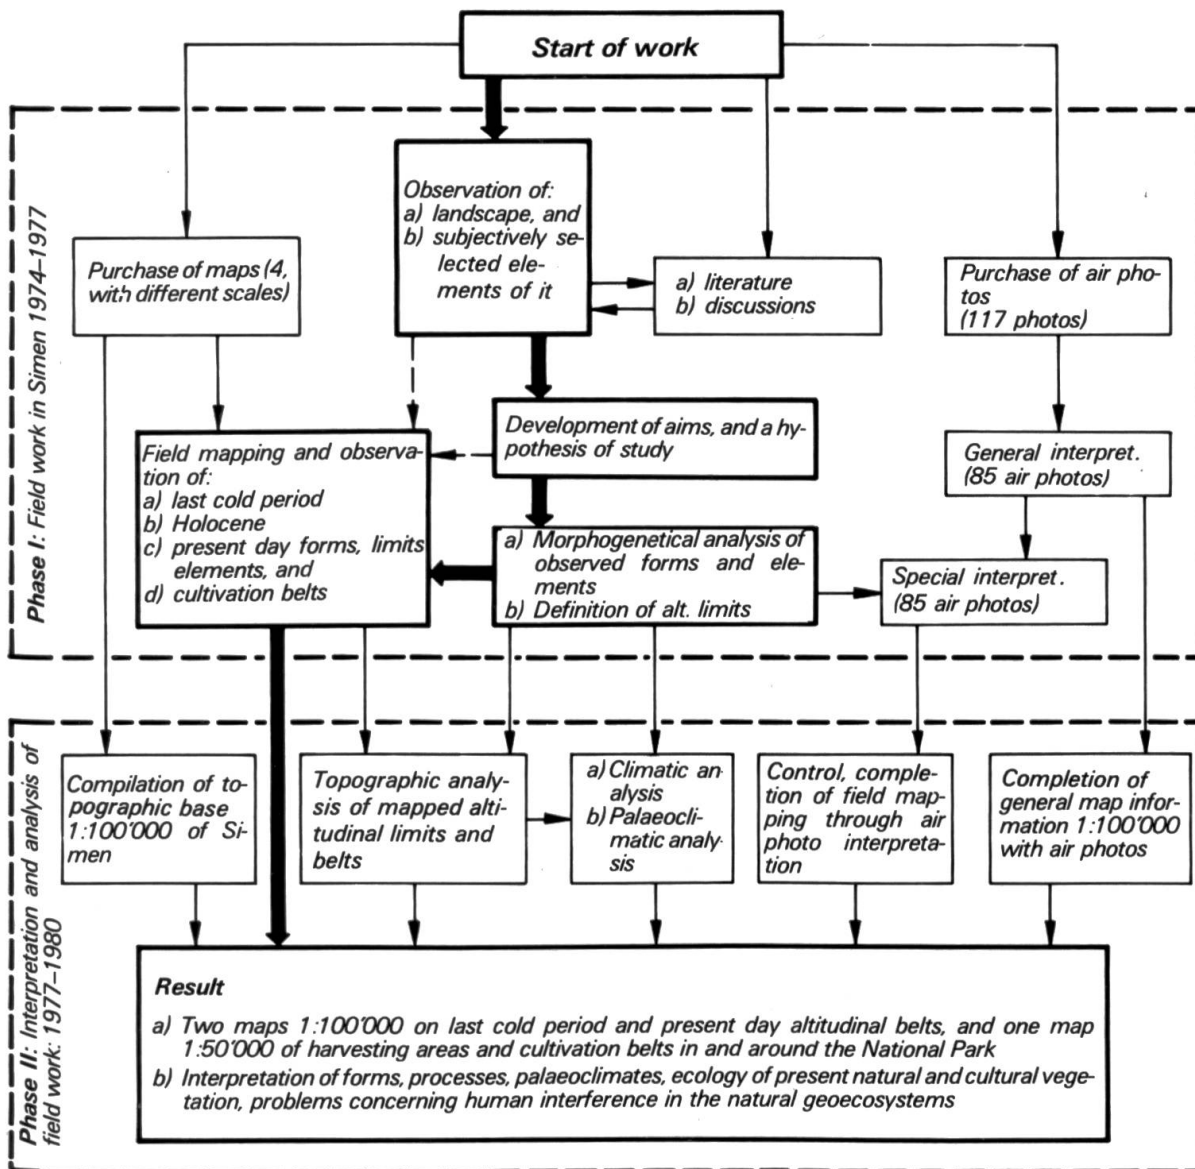 Start of work
Phase I: Field work in Simen 1974–1977
Observation of:
a) landscape, and
b) subjectively se-
lected ele-
ments of it
Purchase of maps (4,
with different scales)
a) literature
b) discussions
Purchase of air pho-
tos
(117 photos)
Development of aims, and a hy-
pothesis of study
Field mapping and observa-
tion of:
a) last cold period
b) Holocene
c) present day forms, limits
elements, and
d) cultivation belts
General interpret.
(85 air photos)
a) Morphogenetical analysis of
observed forms and ele-
ments
b) Definition of alt. limits
Special interpret.
(85 air photos)
Phase II: Interpretation and analysis of
field work: 1977–1980
Compilation of to-
pographic base
1:100'000 of Si-
men
Topographic analy-
sis of mapped alti-
tudinal limits and
belts
a) Climatic an-
alysis
b) Palaeocli-
matic analy-
sis
Control, comple-
tion of field map-
ping through air
photo interpreta-
tion
Completion of
general map infor-
mation 1:100'000
with air photos
Result
a) Two maps 1:100'000 on last cold period and present day altitudinal belts, and one map
1:50'000 of harvesting areas and cultivation belts in and around the National Park
b) Interpretation of forms, processes, palaeoclimates, ecology of present natural and cultural vege-
tation, problems concerning human interference in the natural geoecosystems